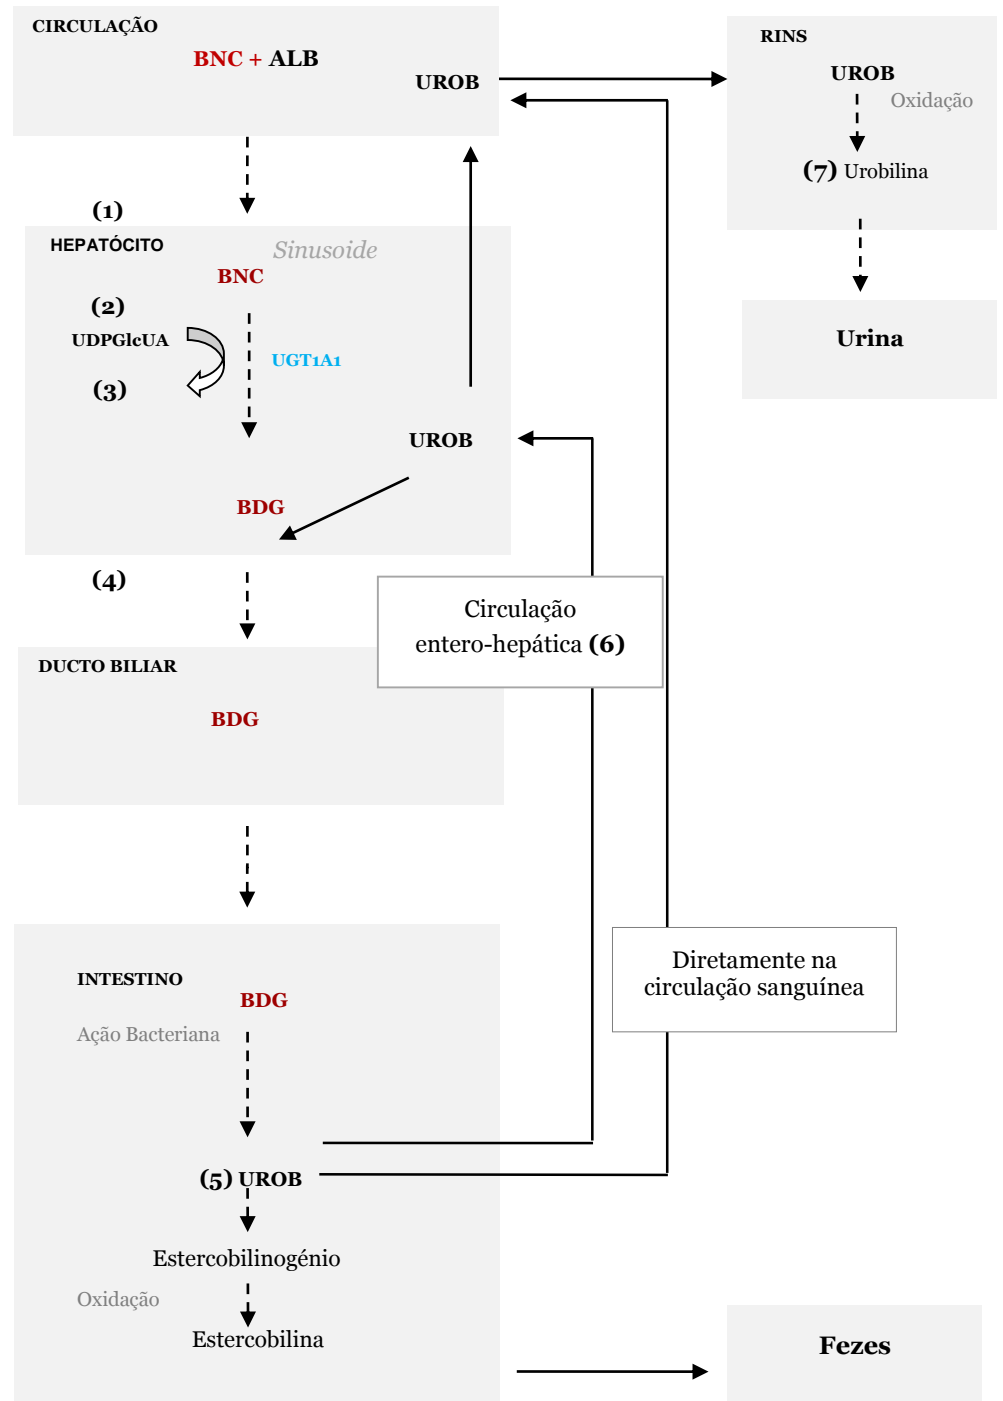 CIRCULAÇÃO
BNC + ALB
UROB
RINS
UROB
Oxidação
(7) Urobilina
(1)
HEPATÓCITO
Sinusoide
BNC
(2)
UDPGlcUA
UGT1A1
(3)
UROB
BDG
Urina
(4)
Circulação
entero-hepática (6)
DUCTO BILIAR
BDG
Diretamente na
circulação sanguínea
INTESTINO
BDG
Ação Bacteriana
(5) UROB
Estercobilinogénio
Oxidação
Estercobilina
Fezes